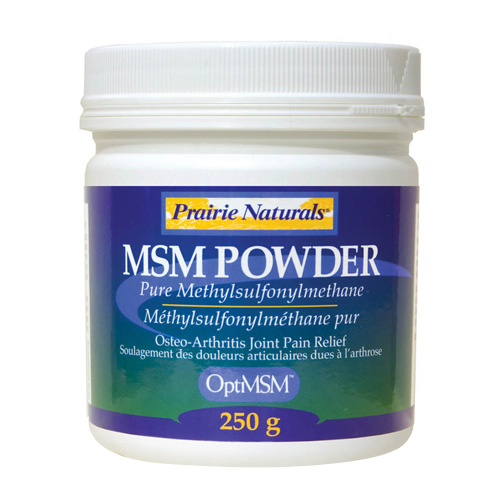 Prairie Naturals®
MSM POWDER
Pure Methylsulfonylmethane
Méthylsulfonylméthane pur
Osteo-Arthritis Joint Pain Relief
Soulagement des douleurs articulaires dues à l'arthrose
OptiMSM™
250 g